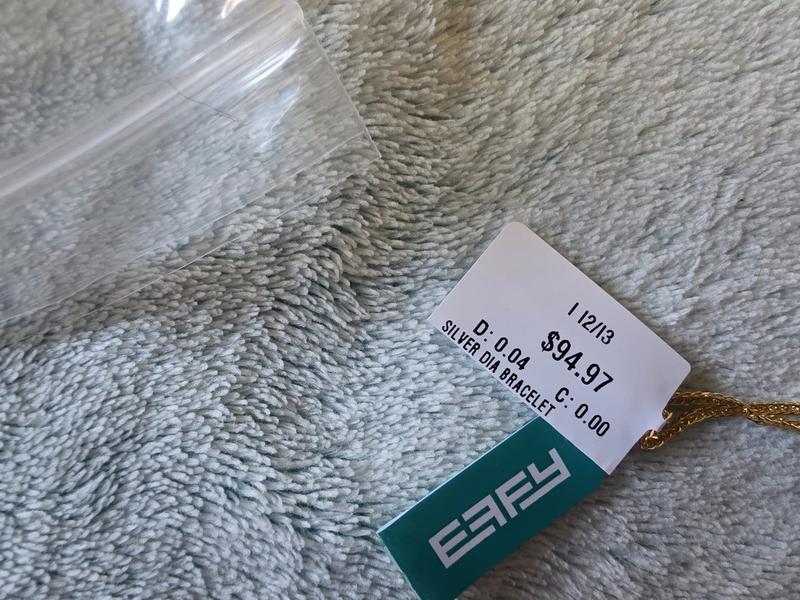 I 12/13
$94.97
D: 0.04 C: 0.00
SILVER DIA BRACELET
EFFY